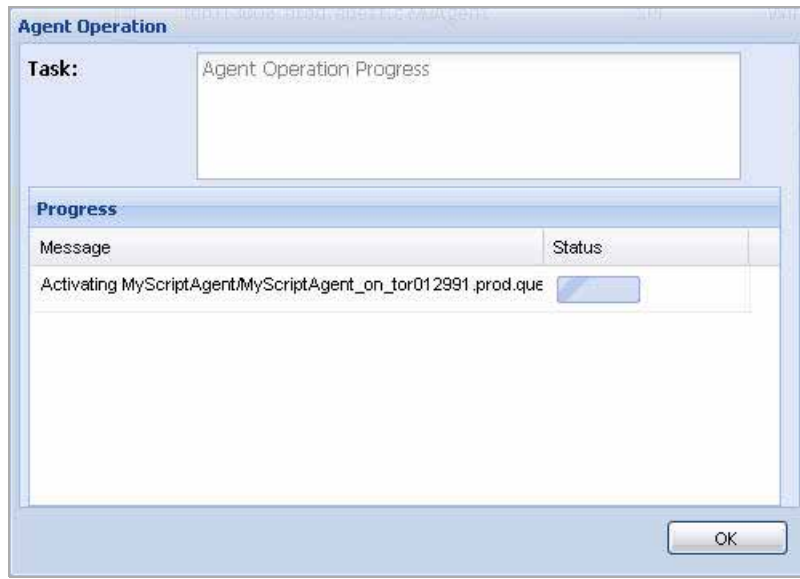 Agent Operation
Task:
Agent Operation Progress
Progress
Message Status
Activating MyScriptAgent/MyScriptAgent_on_tor012991.prod.que
OK